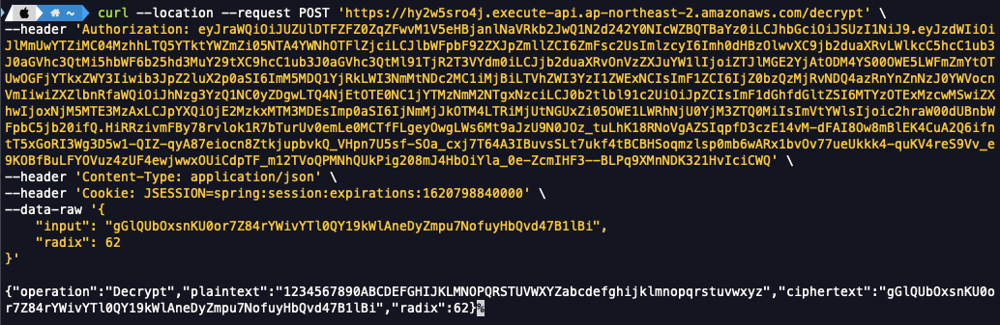 ~ curl --location --request POST 'https://hy2w5sro4j.execute-api.ap-northeast-2.amazonaws.com/decrypt' \
--header 'Authorization: eyJraWQiOiJUZUlDTFZFZ0ZqZFwvM1V5eHBjanlNaVRkb2JwQ1N2d242Y0NIcWZBQTBaYz0iLCJhbGciOiJSUzI1NiJ9.eyJzdWIiOi
JlMmUwYTZiMC04MzhhLTQ5YTktYWZmZi05NTA4YWNhOTFlZjciLCJlbWFpbF92ZXJpZmllZCI6ZmFsc2UsImlzcyI6Imh0dHBzOlwvXC9jb2duaXRvLWlkcC5hcC1ub3
J0aGVhc3QtMi5hbWF6b25hd3MuY29tXC9hcC1ub3J0aGVhc3QtMl91TjR2T3VYdm0iLCJjb2duaXRvOnVzZXJuYW1lIjoiZTJlMGE2YjAtODM4YS00OWE5LWFmZmYtOT
UwOGFjYTkxZWY3Iiwib3JpZ2luX2p0aSI6ImM5MDQ1YjRkLWI3NmMtNDc2MC1iMjBiLTVhZWI3YzI1ZWExNCIsImF1ZCI6IjZ0bzQzMjRvNDQ4azRnYnZnNzJ0YWVocn
VmIiwiZXZlbnRfaWQiOiJhNzg3YzQ1NC0yZDgwLTQ4NjEtOTE0NC1jYTMzNmM2NTgxNzciLCJ0b2tlbl91c2UiOiJpZCIsImF1dGhfdGltZSI6MTYzOTExMzcwMSwiZX
hwIjoxNjM5MTE3MzAxLCJpYXQiOjE2MzkxMTM3MDEsImp0aSI6IjNmMjJkOTM4LTRiMjUtNGUxZi05OWE1LWRhNjU0YjM3ZTQ0MiIsImVtYWlsIjoic2hraW00dUBnbW
FpbC5jb20ifQ.HiRRzivmFBy78rvlok1R7bTurUv0emLe0MCTfFLgeyOwgLWs6Mt9aJzU9N0JOz_tuLhK18RNoVgAZSIqpfD3czE14vM-dFAI8Ow8mBlEK4CuA2Q6ifn
tT5xGoRI3Wg3D5w1-QIZ-qyA87eiocn8ZtkjupbvkQ_VHpn7U5sf-SOa_cxj7T64A3IBuvsSLt7ukf4tBCBHSoqmzlsp0mb6wARx1bvOv77ueUkkk4-quKV4reS9Vv_e
9KOBfBuLFYOVuz4zUF4ewjwwxOUiCdpTF_m12TVoQPMNhQUkPig208mJ4HbOiYla_0e-ZcmIHF3--BLPq9XMnNDK321HvIciCWQ' \
--header 'Content-Type: application/json' \
--header 'Cookie: JSESSION=spring:session:expirations:1620798840000' \
--data-raw '{
"input": "gGlQUbOxsnKU0or7Z84rYWivYTl0QY19kWlAneDyZmpu7NofuyHbQvd47B1lBi",
"radix": 62
}'
{"operation":"Decrypt","plaintext":"1234567890ABCDEFGHIJKLMNOPQRSTUVWXYZabcdefghijklmnopqrstuvwxyz","ciphertext":"gGlQUbOxsnKU0o
r7Z84rYWivYTl0QY19kWlAneDyZmpu7NofuyHbQvd47B1lBi","radix":62}%